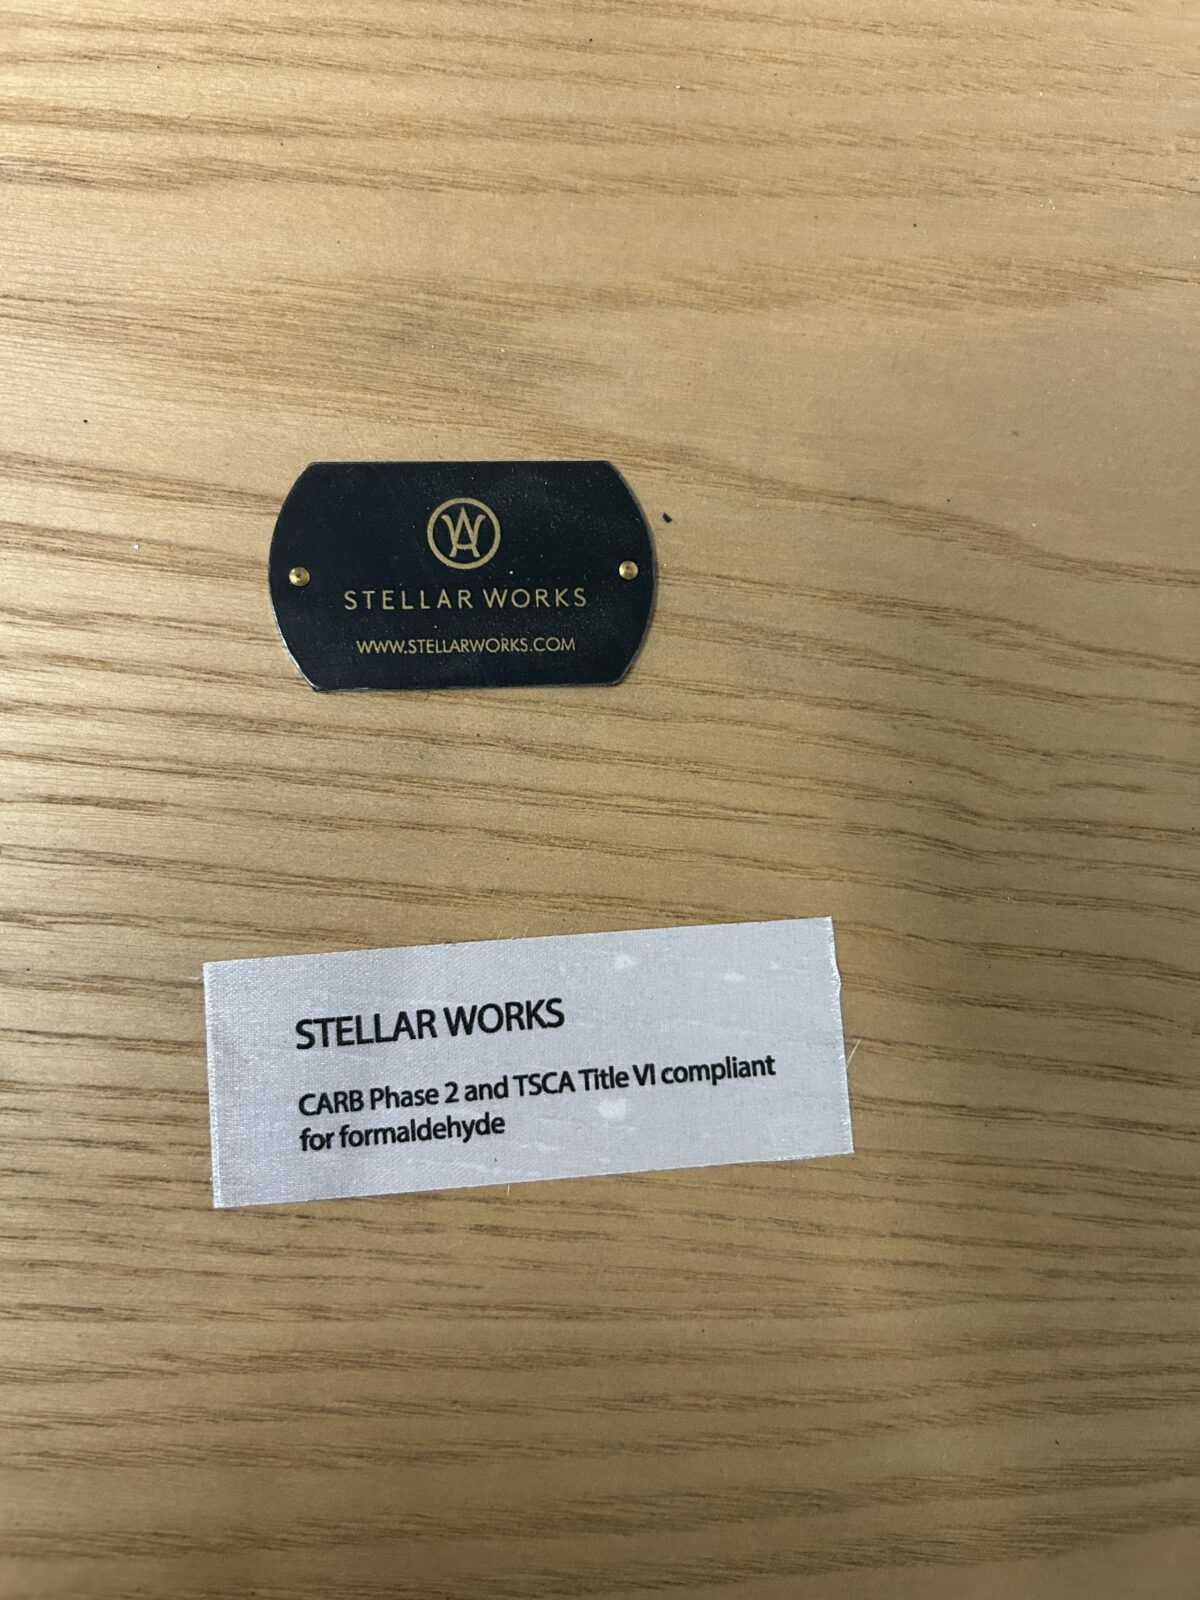 STELLAR WORKS
WWW.STELLARWORKS.COM
STELLAR WORKS
CARB Phase 2 and TSCA Title VI compliant
for formaldehyde